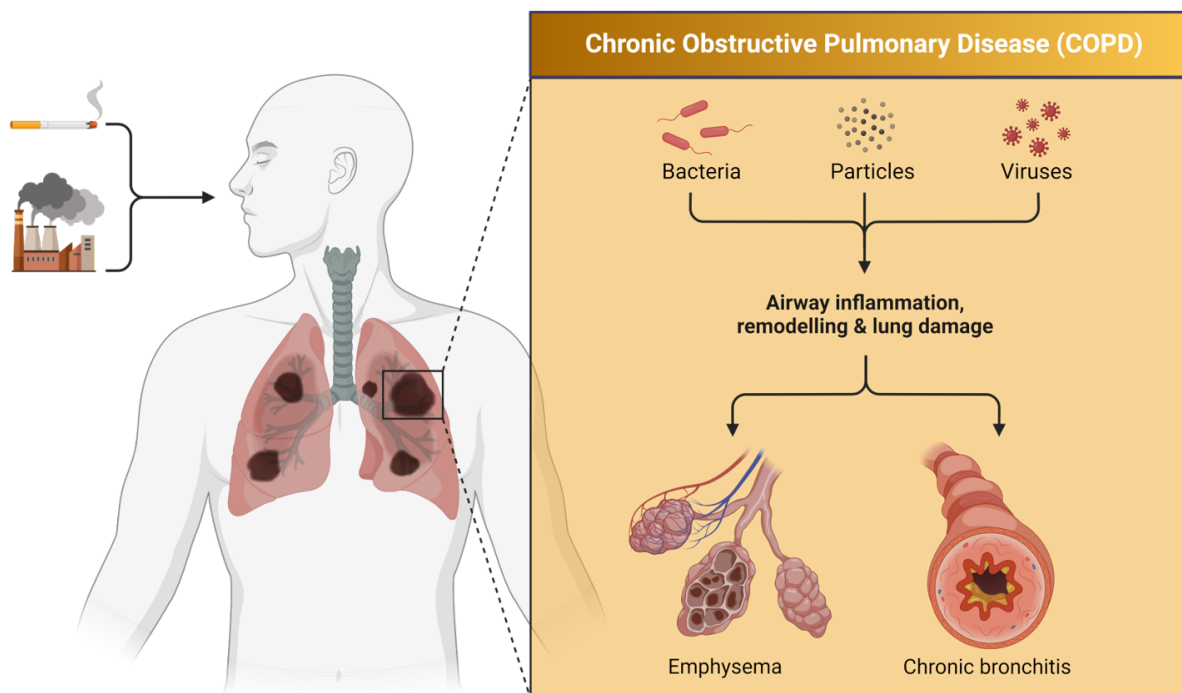 Chronic Obstructive Pulmonary Disease (COPD)
Bacteria
Particles
Viruses
Airway inflammation,
remodelling & lung damage
Emphysema
Chronic bronchitis